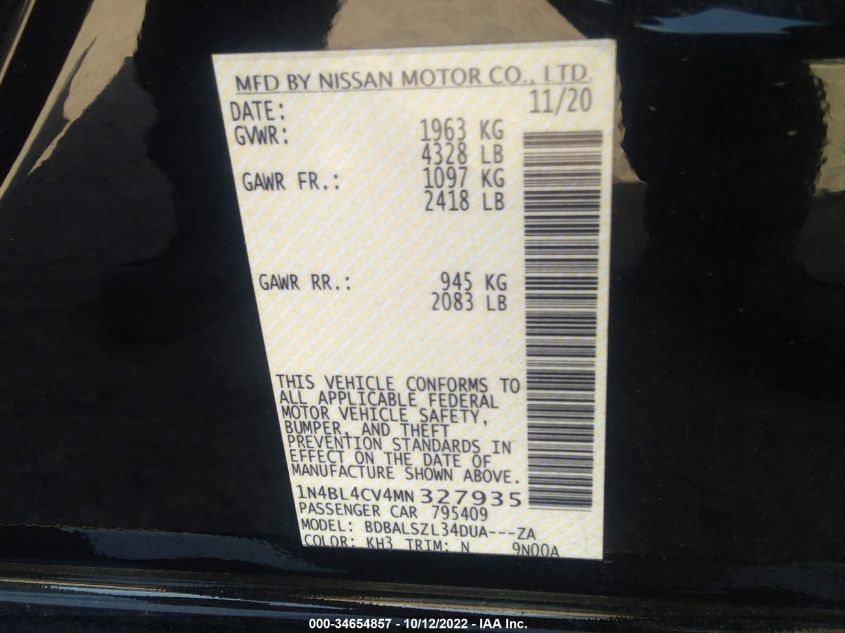 MFD BY NISSAN MOTOR CO., LTD.
DATE: 11/20
GVWR: 1963 KG
4328 LB
GAWR FR.: 1097 KG
2418 LB
GAWR RR.: 945 KG
2083 LB
THIS VEHICLE CONFORMS TO
ALL APPLICABLE FEDERAL
MOTOR VEHICLE SAFETY,
BUMPER, AND THEFT
PREVENTION STANDARDS IN
EFFECT ON THE DATE OF
MANUFACTURE SHOWN ABOVE.
1N4BL4CV4MN 327935
PASSENGER CAR 795409
MODEL: BDBALSZL34DUA---ZA
COLOR: KH3 TRIM: N 9N00A
000-34654857 - 10/12/2022 - IAA Inc.